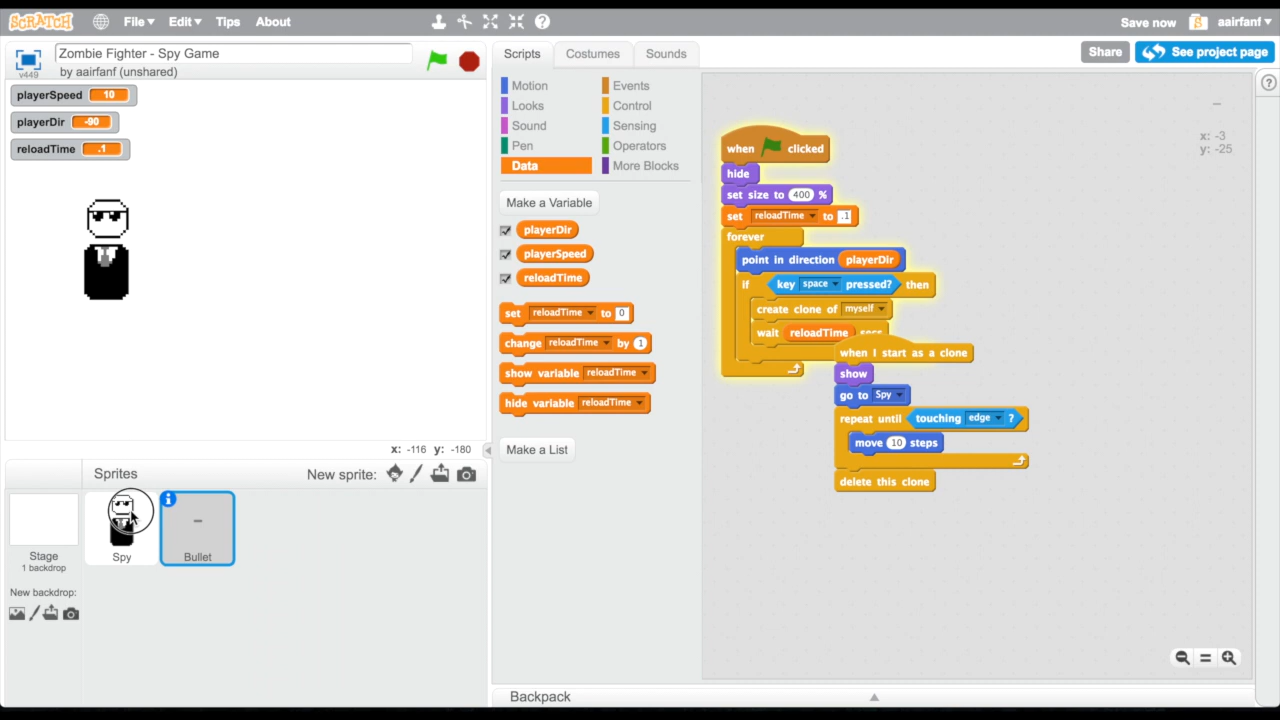 SCRATCH File Edit Tips About Save now aairfanf
v449
Zombie Fighter - Spy Game
by aairfanf (unshared)
Scripts Costumes Sounds
Share See project page
playerSpeed 10
playerDir -90
reloadTime .1
Motion Events
Looks Control
Sound Sensing
Pen Operators
Data More Blocks
Make a Variable
playerDir
playerSpeed
reloadTime
set reloadTime to 0
change reloadTime by 1
show variable reloadTime
hide variable reloadTime
Make a List
when clicked
hide
set size to 400 %
set reloadTime to .1
forever
point in direction playerDir
if key space pressed? then
create clone of myself
wait reloadTime secs
when I start as a clone
show
go to Spy
repeat until touching edge ?
move 10 steps
delete this clone
x: -3
y: -25
x: -116 y: -180
Sprites New sprite:
Stage
1 backdrop
New backdrop:
Spy
Bullet
Backpack